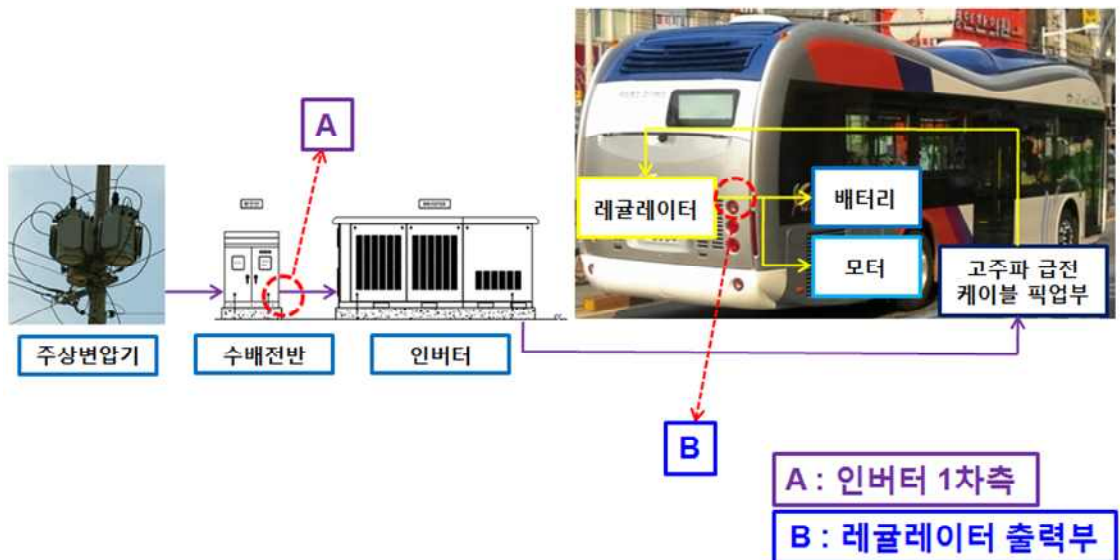 A
레귤레이터
배터리
모터
고주파 급전
케이블 픽업부
주상변압기
수배전반
인버터
B
A : 인버터 1차측
B : 레귤레이터 출력부